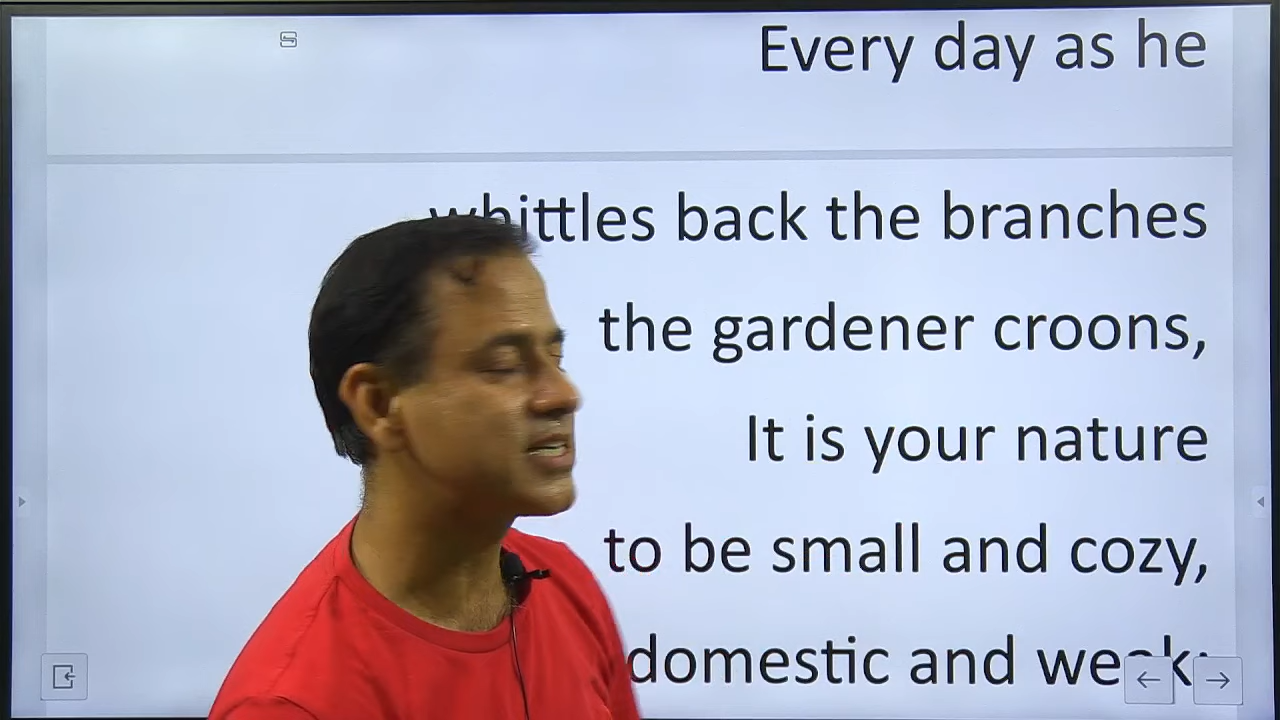 Every day as he
whittles back the branches
the gardener croons,
It is your nature
to be small and cozy,
domestic and weak;